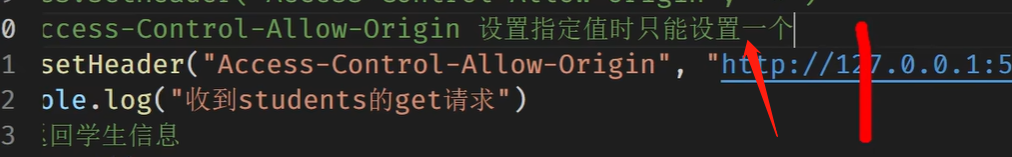 ccess-Control-Allow-Origin 设置指定值时只能设置一个
1 setHeader("Access-Control-Allow-Origin", "http://127.0.0.1:5
2 ole.log("收到students的get请求")
3 返回学生信息